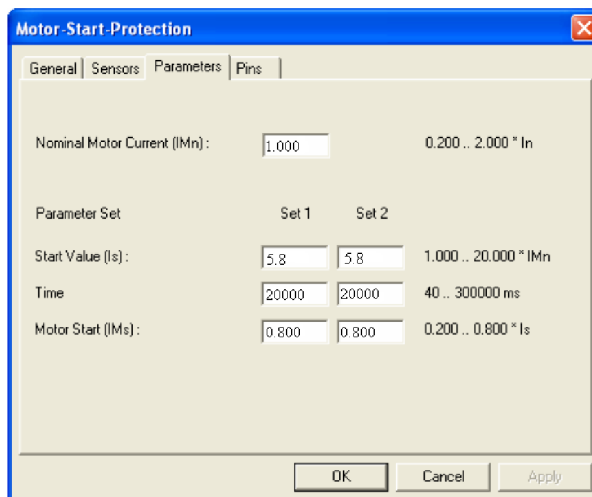 Motor-Start-Protection
General Sensors Parameters Pins
Nominal Motor Current (IMn) : 1.000 0.200 .. 2.000 * In
Parameter Set Set 1 Set 2
Start Value (Is) : 5.8 5.8 1.000 .. 20.000 * IMn
Time 20000 20000 40 .. 300000 ms
Motor Start (IMs) : 0.800 0.800 0.200 .. 0.800 * Is
OK Cancel Apply